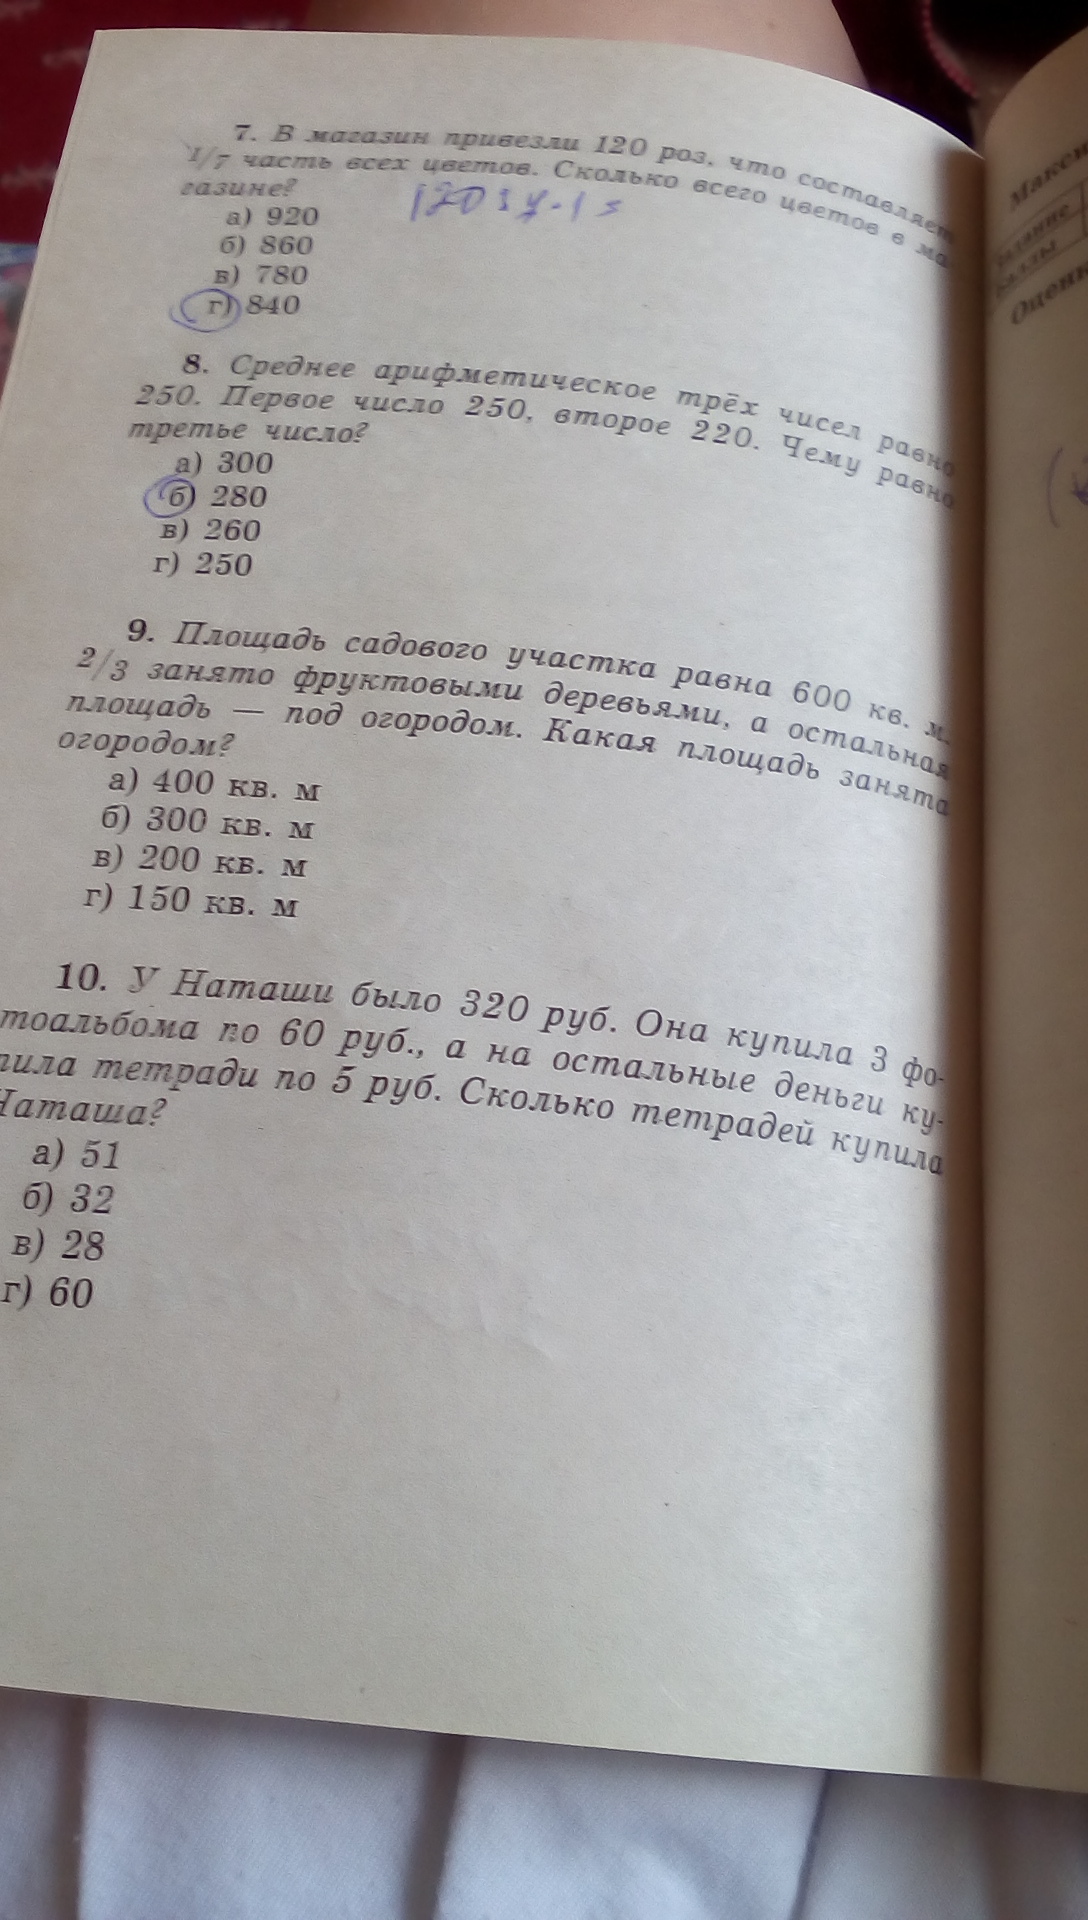 7. В магазин привезли 120 роз, что составляет
1/7 часть всех цветов. Сколько всего цветов в ма-
газине?
а) 920
б) 860
в) 780
г) 840
8. Среднее арифметическое трёх чисел равно
250. Первое число 250, второе 220. Чему равно
третье число?
а) 300
б) 280
в) 260
г) 250
9. Площадь садового участка равна 600 кв. м.
2/3 занято фруктовыми деревьями, а остальная
площадь — под огородом. Какая площадь занята
огородом?
а) 400 кв. м
б) 300 кв. м
в) 200 кв. м
г) 150 кв. м
10. У Наташи было 320 руб. Она купила 3 фо-
тоальбома по 60 руб., а на остальные деньги ку-
пила тетради по 5 руб. Сколько тетрадей купила
Наташа?
а) 51
б) 32
в) 28
г) 60